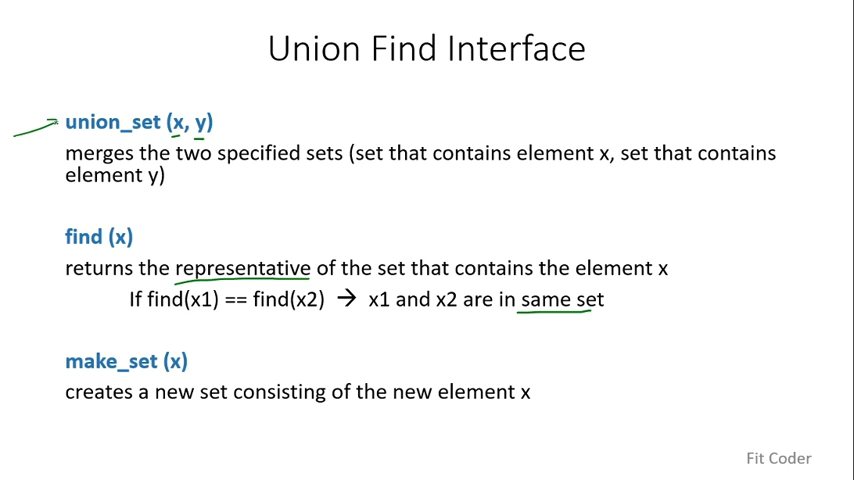 Union Find Interface
union_set (x, y)
merges the two specified sets (set that contains element x, set that contains
element y)
find (x)
returns the representative of the set that contains the element x
If find(x1) == find(x2) → x1 and x2 are in same set
make_set (x)
creates a new set consisting of the new element x
Fit Coder